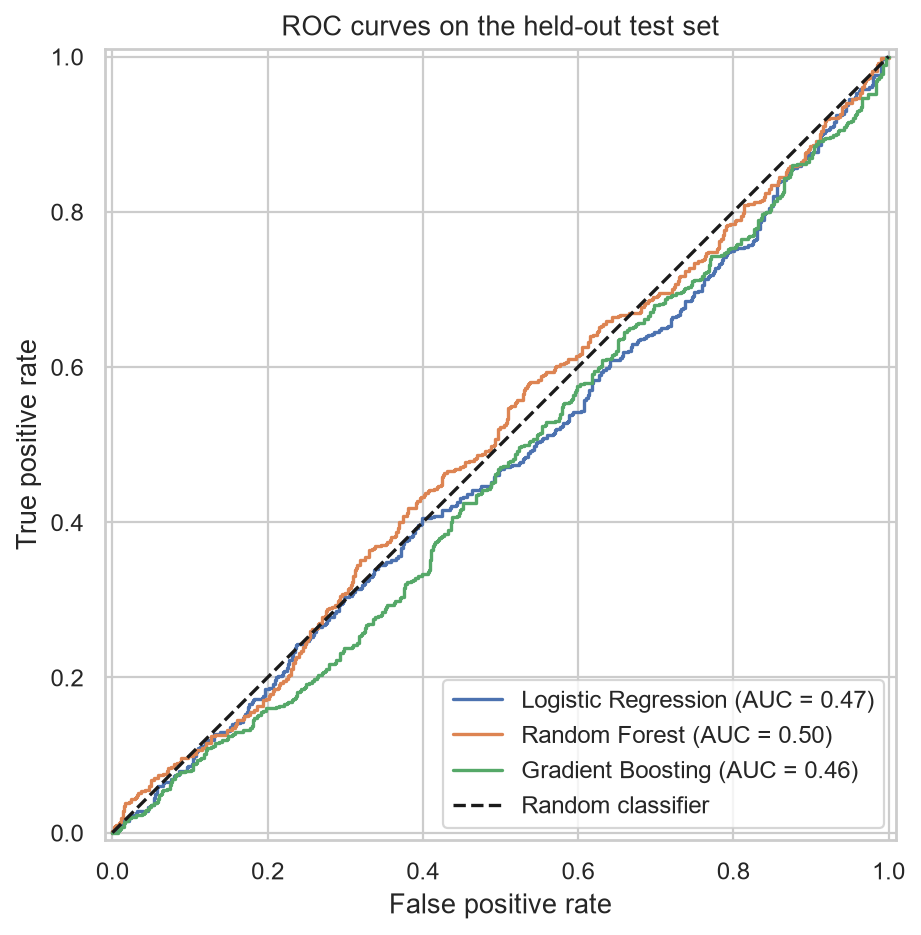 ROC curves on the held-out test set
True positive rate
1.0
0.8
0.6
0.4
0.2
0.0
Logistic Regression (AUC = 0.47)
Random Forest (AUC = 0.50)
Gradient Boosting (AUC = 0.46)
Random classifier
0.0 0.2 0.4 0.6 0.8 1.0
False positive rate